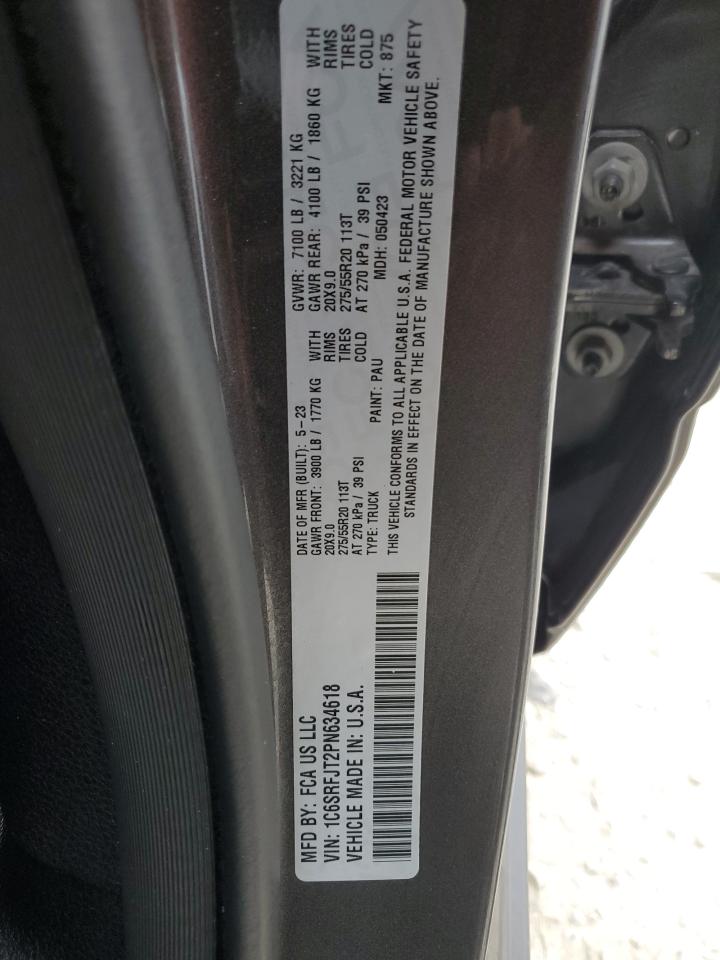 MFD BY: FCA US LLC
VIN: 1C6SRFJT2PN634618
VEHICLE MADE IN: U.S.A.
DATE OF MFR (BUILT): 5-23
GAWR FRONT: 3900 LB / 1770 KG WITH
20X9.0 RIMS
275/55R20 113T TIRES
AT 270 kPa / 39 PSI COLD
TYPE: TRUCK PAINT: PAU
GVWR: 7100 LB / 3221 KG
GAWR REAR: 4100 LB / 1860 KG WITH
20X9.0 RIMS
275/55R20 113T TIRES
AT 270 kPa / 39 PSI COLD
MDH: 050423 MKT: 875
THIS VEHICLE CONFORMS TO ALL APPLICABLE U.S.A. FEDERAL MOTOR VEHICLE SAFETY
STANDARDS IN EFFECT ON THE DATE OF MANUFACTURE SHOWN ABOVE.